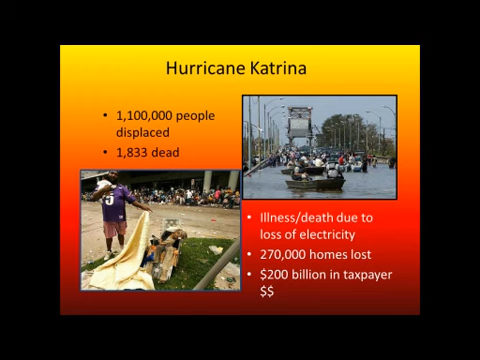 Hurricane Katrina
• 1,100,000 people
displaced
• 1,833 dead
• Illness/death due to
loss of electricity
• 270,000 homes lost
• $200 billion in taxpayer
$$